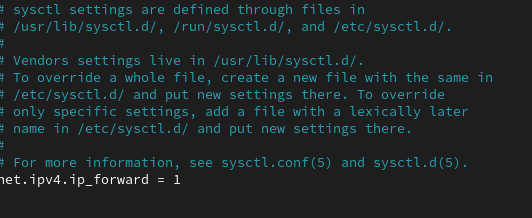 # sysctl settings are defined through files in
# /usr/lib/sysctl.d/, /run/sysctl.d/, and /etc/sysctl.d/.
#
# Vendors settings live in /usr/lib/sysctl.d/.
# To override a whole file, create a new file with the same in
# /etc/sysctl.d/ and put new settings there. To override
# only specific settings, add a file with a lexically later
# name in /etc/sysctl.d/ and put new settings there.
#
# For more information, see sysctl.conf(5) and sysctl.d(5).
net.ipv4.ip_forward = 1